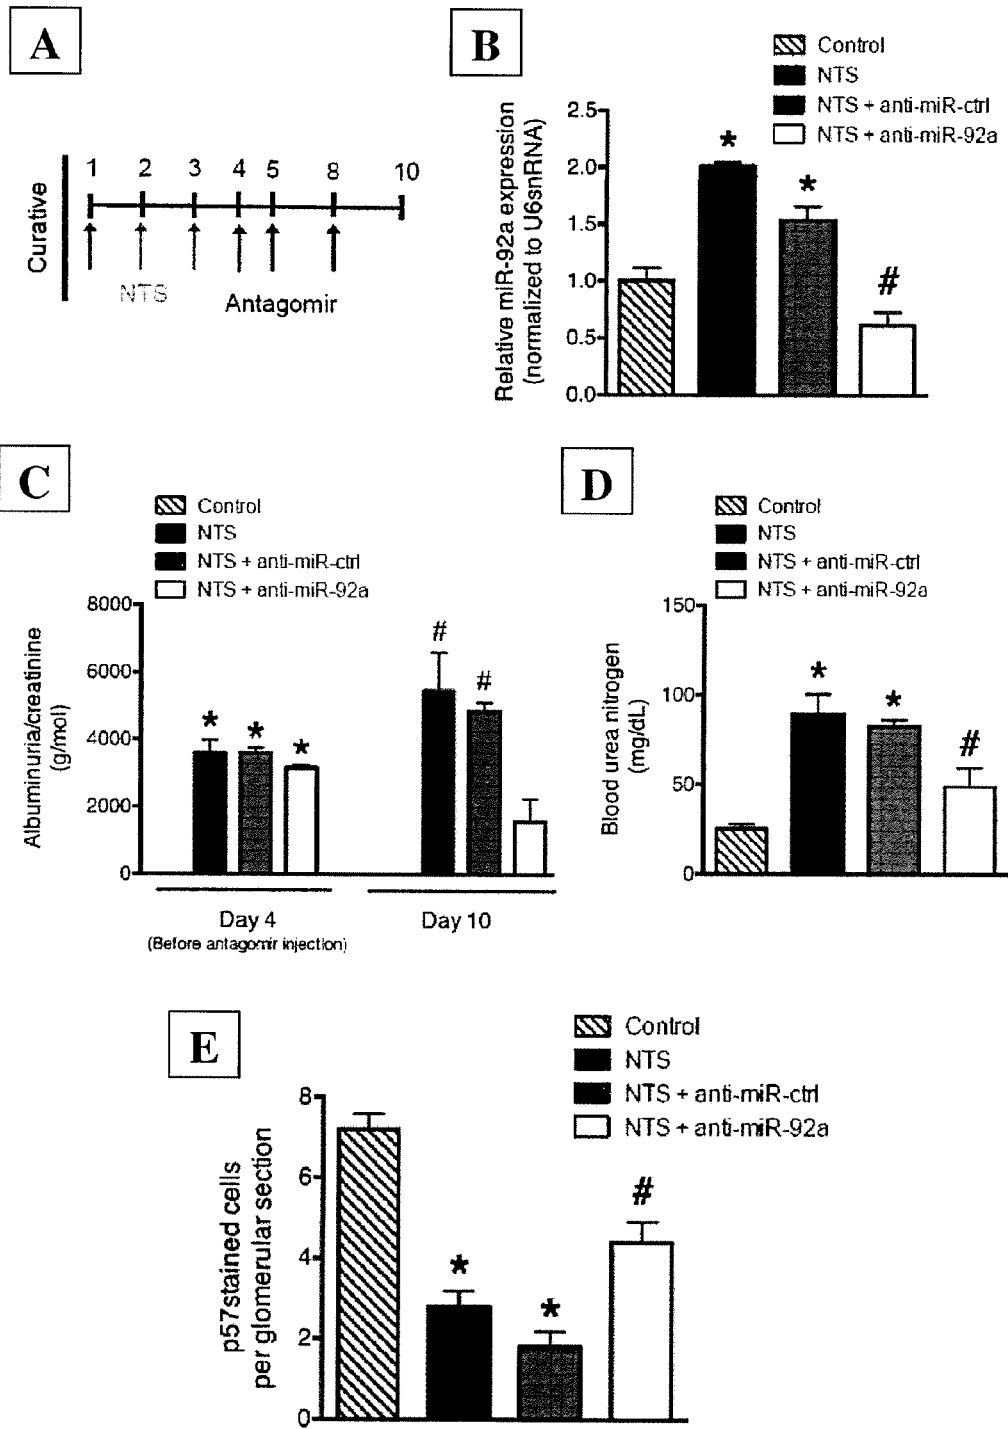 A
Curative
1 2 3 4 5 8 10
NTS
Antagomir
B
Control
NTS
NTS + anti-miR-ctrl
NTS + anti-miR-92a
Relative miR-92a expression
(normalized to U6snRNA)
2.5
2.0
1.5
1.0
0.5
0.0
*
*
#
C
Control
NTS
NTS + anti-miR-ctrl
NTS + anti-miR-92a
Albuminuria/creatinine
(g/mol)
8000
6000
4000
2000
0
* * *
# #
Day 4
(Before antagomir injection)
Day 10
D
Control
NTS
NTS + anti-miR-ctrl
NTS + anti-miR-92a
Blood urea nitrogen
(mg/dL)
150
100
50
0
*
*
#
E
Control
NTS
NTS + anti-miR-ctrl
NTS + anti-miR-92a
p57stained cells
per glomerular section
8
6
4
2
0
*
*
#